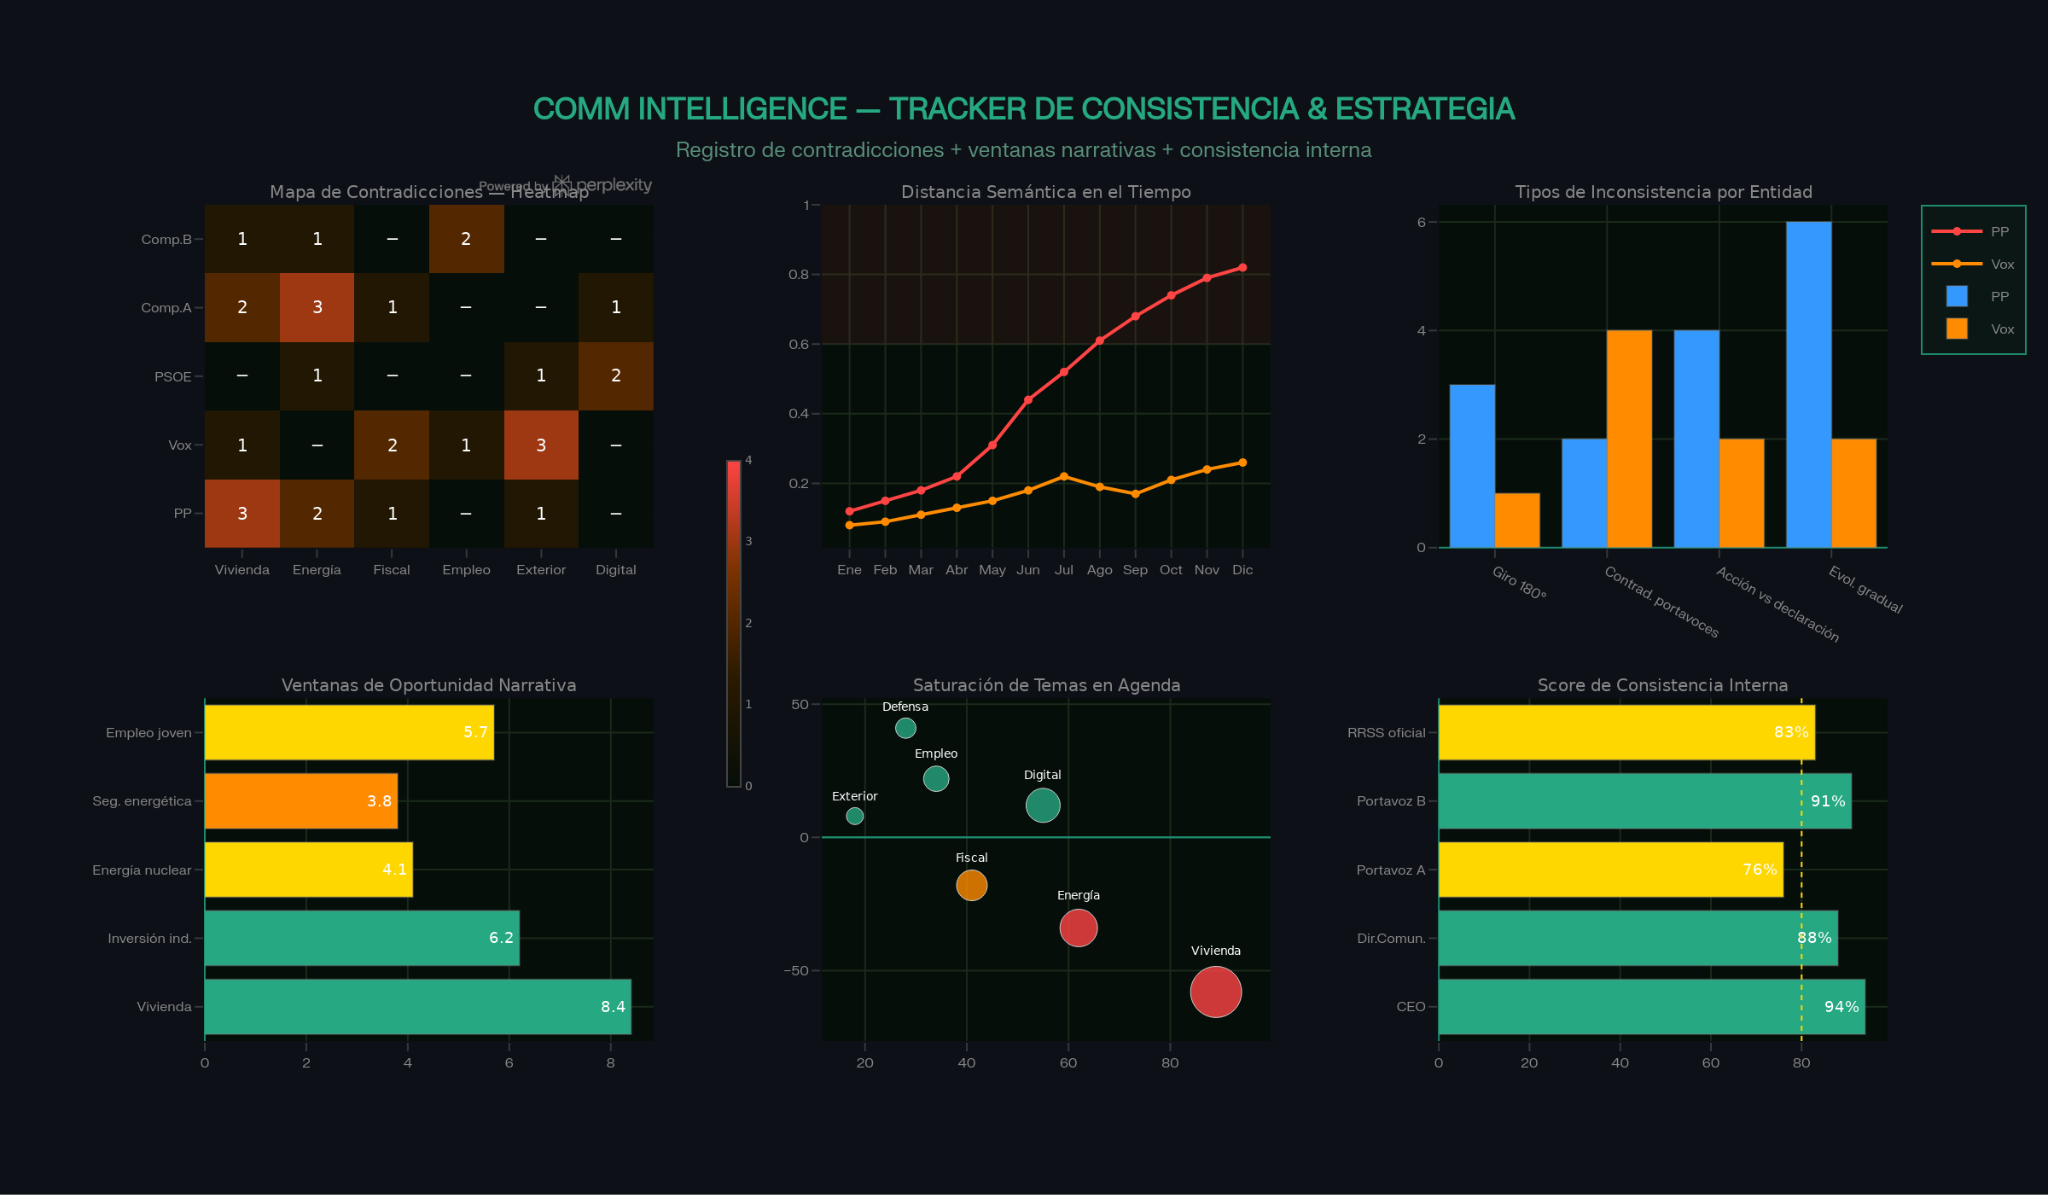 COMM INTELLIGENCE — TRACKER DE CONSISTENCIA & ESTRATEGIA
Registro de contradicciones + ventanas narrativas + consistencia interna
Powered by perplexity
Mapa de Contradicciones — Heatmap
Comp.B 1 1 − 2 − −
Comp.A 2 3 1 − − 1
PSOE − 1 − − 1 2
Vox 1 − 2 1 3 −
PP 3 2 1 − 1 −
Vivienda Energía Fiscal Empleo Exterior Digital
4
3
2
1
0
Distancia Semántica en el Tiempo
1
0.8
0.6
0.4
0.2
Ene Feb Mar Abr May Jun Jul Ago Sep Oct Nov Dic
Tipos de Inconsistencia por Entidad
6
4
2
0
Giro 180°
Contrad. portavoces
Acción vs declaración
Evol. gradual
PP
Vox
PP
Vox
Ventanas de Oportunidad Narrativa
Empleo joven 5.7
Seg. energética 3.8
Energía nuclear 4.1
Inversión ind. 6.2
Vivienda 8.4
0 2 4 6 8
Saturación de Temas en Agenda
50
0
−50
Defensa
Empleo
Digital
Exterior
Fiscal
Energía
Vivienda
20 40 60 80
Score de Consistencia Interna
RRSS oficial 83%
Portavoz B 91%
Portavoz A 76%
Dir.Comun. 88%
CEO 94%
0 20 40 60 80